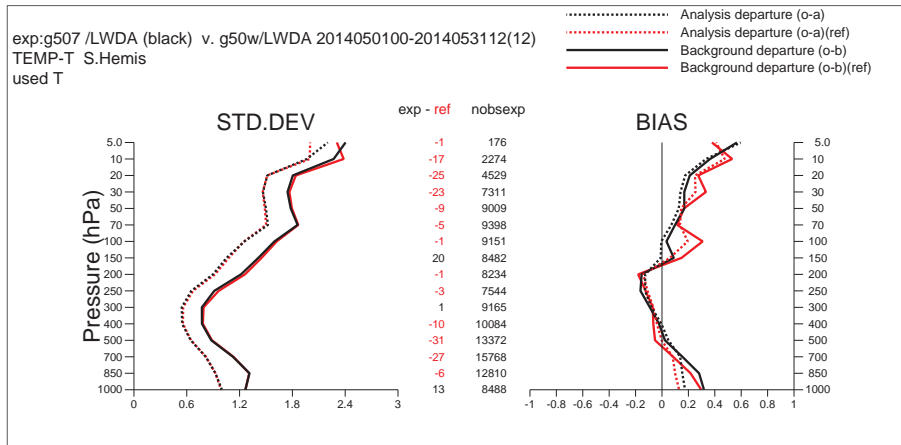 exp:g507 /LWDA (black) v. g50w/LWDA 2014050100-2014053112(12)
TEMP-T S.Hemis
used T
Analysis departure (o-a)
Analysis departure (o-a)(ref)
Background departure (o-b)
Background departure (o-b)(ref)
STD.DEV
exp - ref nobsexp
BIAS
Pressure (hPa)
5.0 -1 176 5.0
10 -17 2274 10
20 -25 4529 20
30 -23 7311 30
50 -9 9009 50
70 -5 9398 70
100 -1 9151 100
150 20 8482 150
200 -1 8234 200
250 -3 7544 250
300 1 9165 300
400 -10 10084 400
500 -31 13372 500
700 -27 15768 700
850 -6 12810 850
1000 13 8488 1000
0 0.6 1.2 1.8 2.4 3
-1 -0.8 -0.6 -0.4 -0.2 0 0.2 0.4 0.6 0.8 1